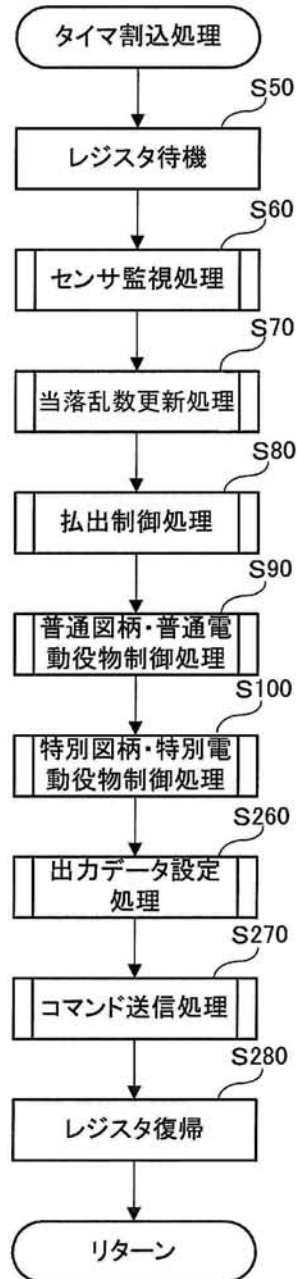 タイマ割込処理
S50
レジスタ待機
S60
センサ監視処理
S70
当落乱数更新処理
S80
払出制御処理
S90
普通図柄・普通電
動役物制御処理
S100
特別図柄・特別電
動役物制御処理
S260
出力データ設定
処理
S270
コマンド送信処理
S280
レジスタ復帰
リターン